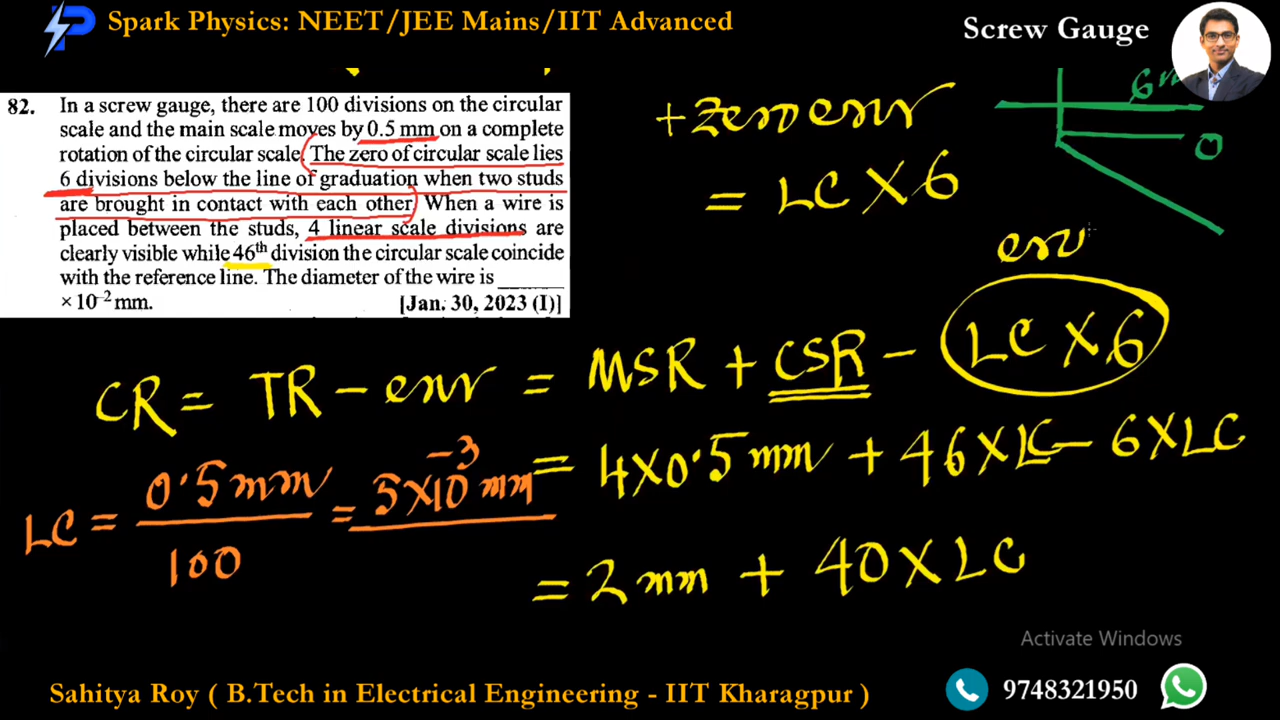 Spark Physics: NEET/JEE Mains/IIT Advanced
Screw Gauge
82. In a screw gauge, there are 100 divisions on the circular
scale and the main scale moves by 0.5 mm on a complete
rotation of the circular scale. The zero of circular scale lies
6 divisions below the line of graduation when two studs
are brought in contact with each other. When a wire is
placed between the studs, 4 linear scale divisions are
clearly visible while 46th division the circular scale coincide
with the reference line. The diameter of the wire is ______
× 10⁻² mm. [Jan. 30, 2023 (I)]
+zero err
= LC × 6
0
err
CR = TR - err = MSR + CSR - LC × 6
= 4×0.5 mm + 46×LC - 6×LC
LC = 0.5 mm / 100 = 5×10⁻³ mm
= 2 mm + 40 × LC
Activate Windows
Sahitya Roy ( B.Tech in Electrical Engineering - IIT Kharagpur )
9748321950